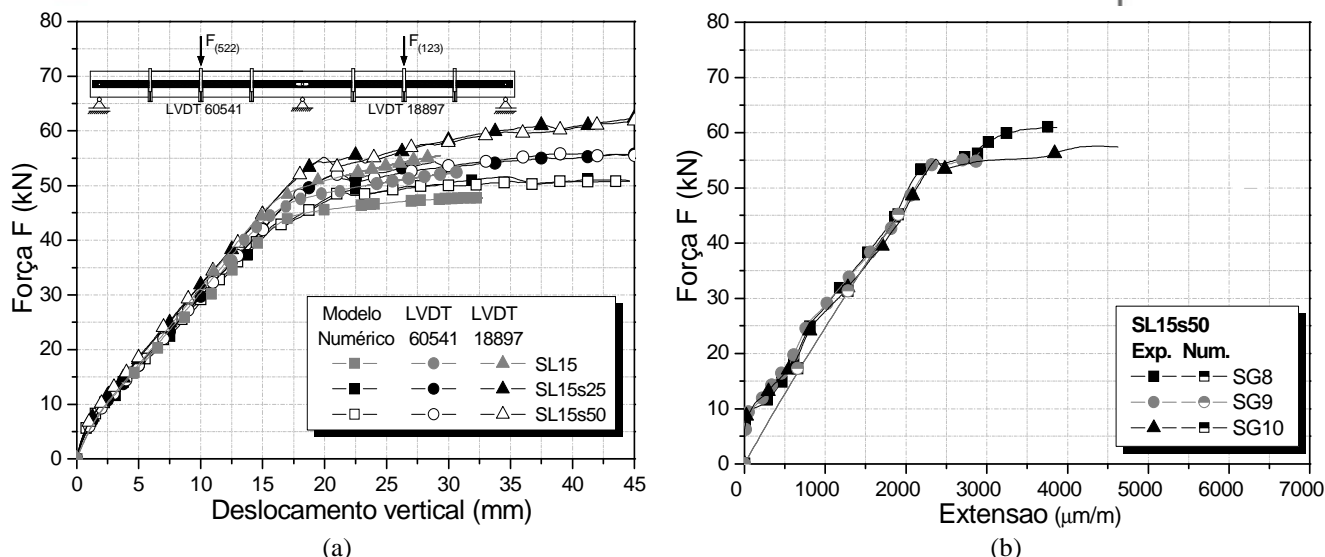 80
70
60
50
40
30
20
10
0
Força F (kN)
F(522)
F(123)
LVDT 60541
LVDT 18897
Modelo LVDT LVDT
Numérico 60541 18897
SL15
SL15s25
SL15s50
0 5 10 15 20 25 30 35 40 45
Deslocamento vertical (mm)
(a)
80
70
60
50
40
30
20
10
0
Força F (kN)
SL15s50
Exp. Num.
SG8
SG9
SG10
0 1000 2000 3000 4000 5000 6000 7000
Extensao (μm/m)
(b)